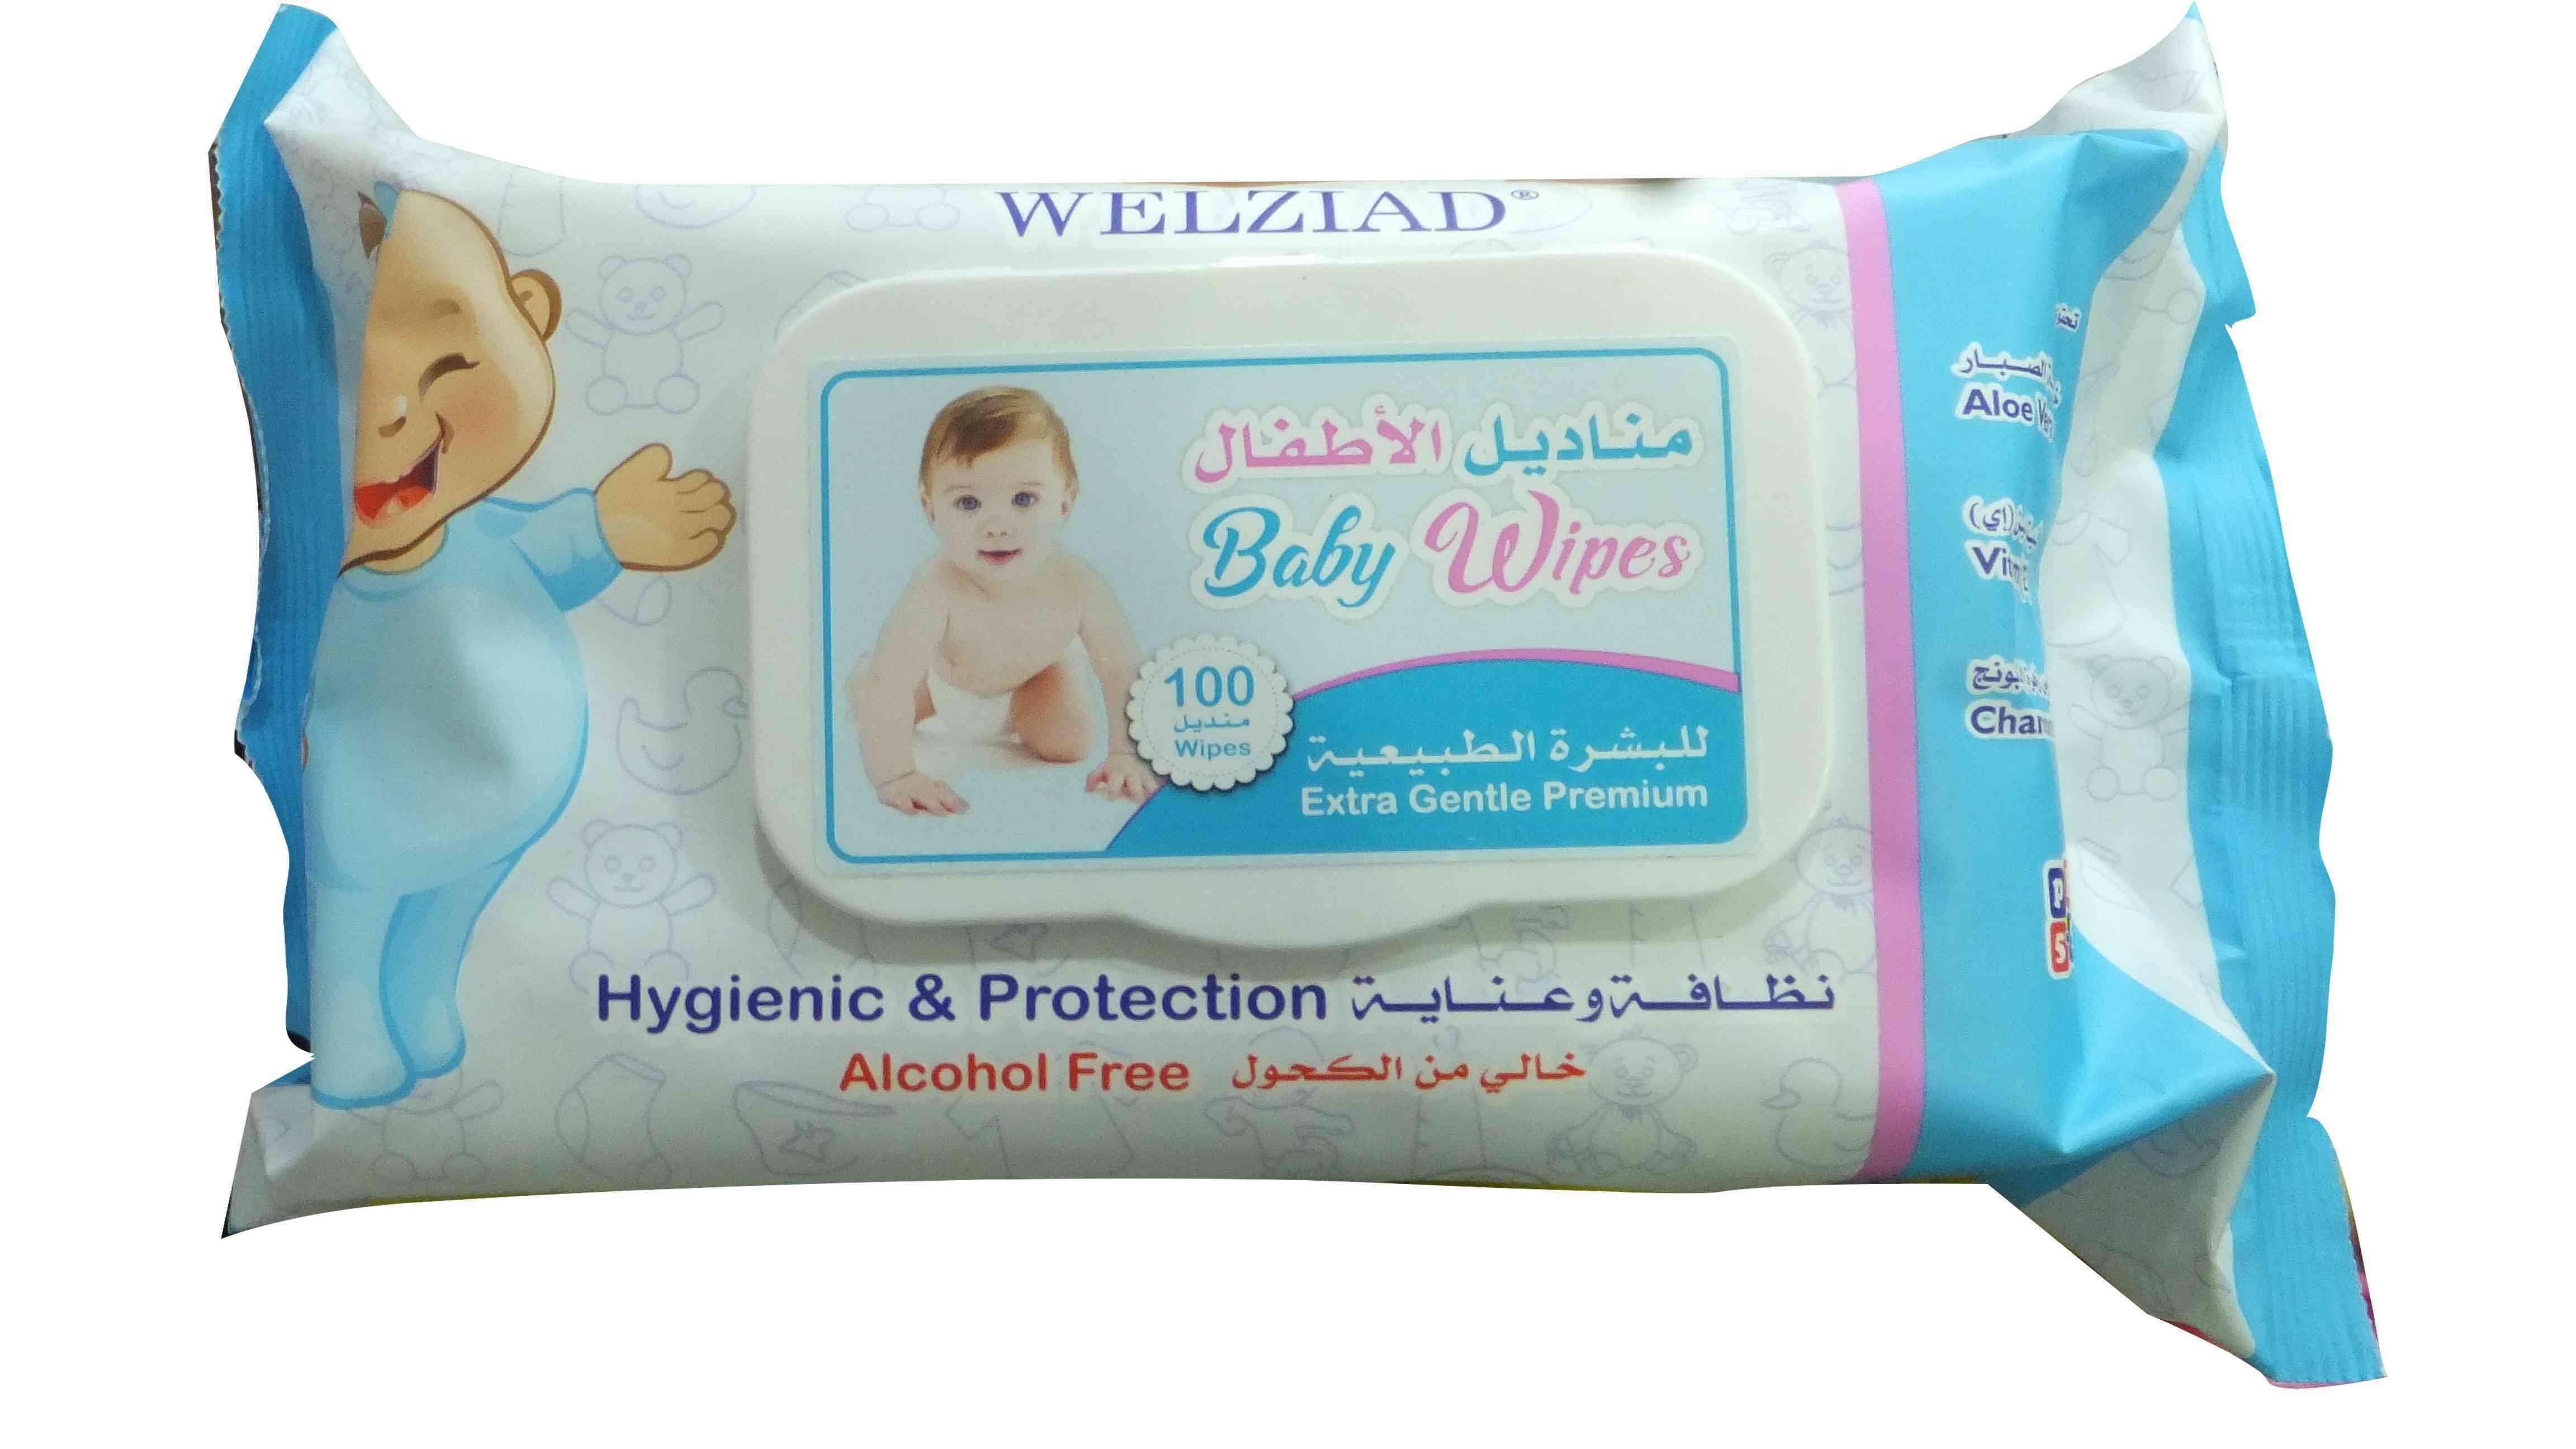 WELZIAD®
مناديل الأطفال
Baby Wipes
100
منديل
Wipes
للبشرة الطبيعية
Extra Gentle Premium
Hygienic & Protection نظافة وعناية
Alcohol Free خالي من الكحول
الصبار
Aloe
(اي)